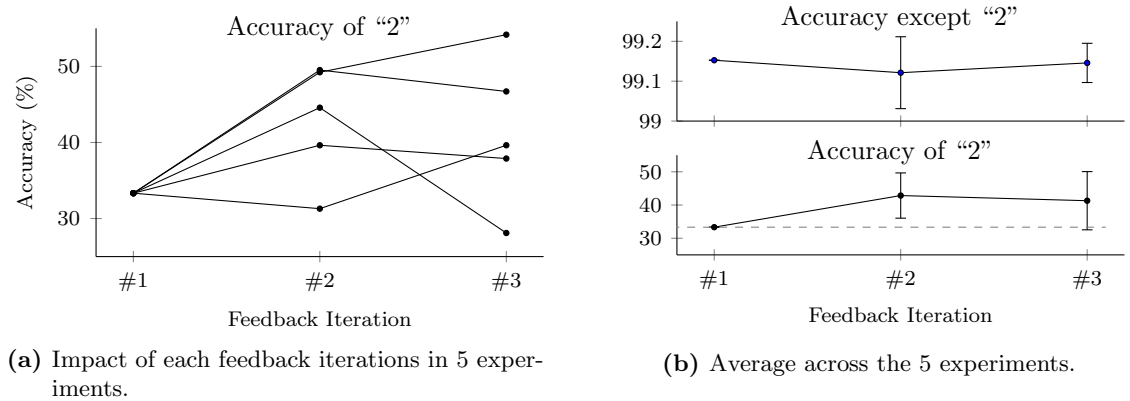 Accuracy of “2”
50
40
30
Accuracy (%)
#1 #2 #3
Feedback Iteration
(a) Impact of each feedback iterations in 5 exper-
iments.
Accuracy except “2”
99.2
99.1
99
Accuracy of “2”
50
40
30
#1 #2 #3
Feedback Iteration
(b) Average across the 5 experiments.